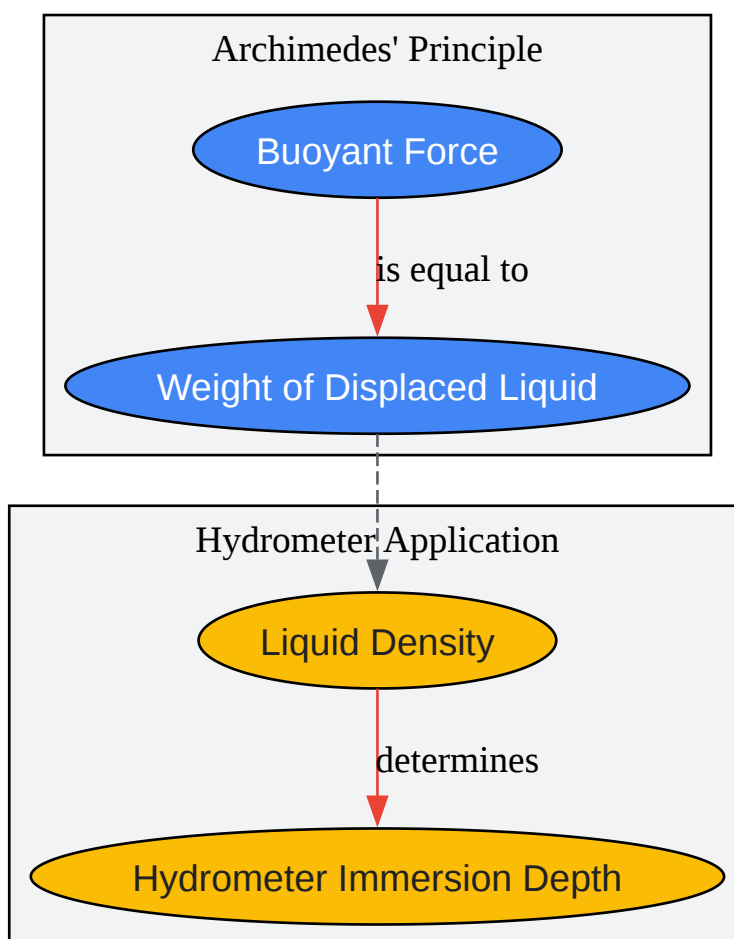 Archimedes' Principle
Buoyant Force
is equal to
Weight of Displaced Liquid
Hydrometer Application
Liquid Density
determines
Hydrometer Immersion Depth